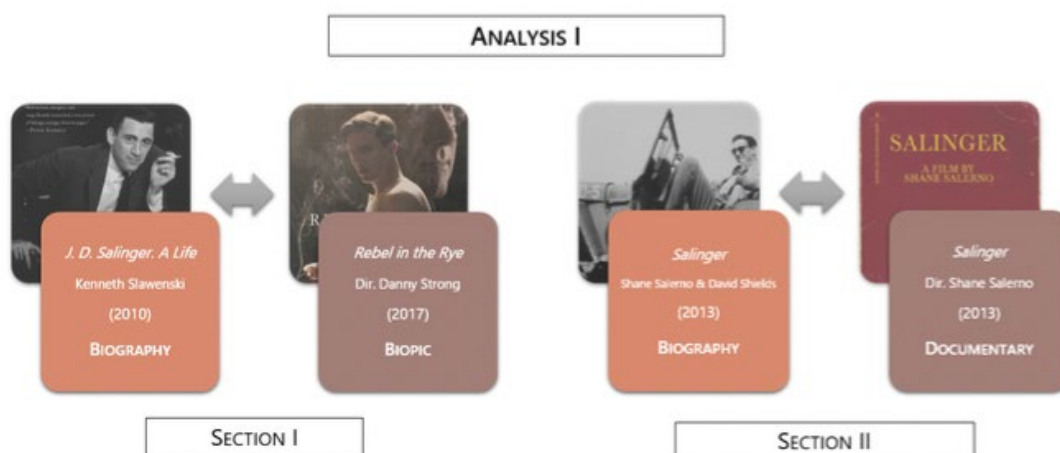 ANALYSIS I
SALINGER
A FILM BY
SHANE SALERNO
J. D. Salinger. A Life
Kenneth Slawenski
(2010)
BIOGRAPHY
Rebel in the Rye
Dir. Danny Strong
(2017)
BIOPIC
Salinger
Shane Salerno & David Shields
(2013)
BIOGRAPHY
Salinger
Dir. Shane Salerno
(2013)
DOCUMENTARY
SECTION I
SECTION II